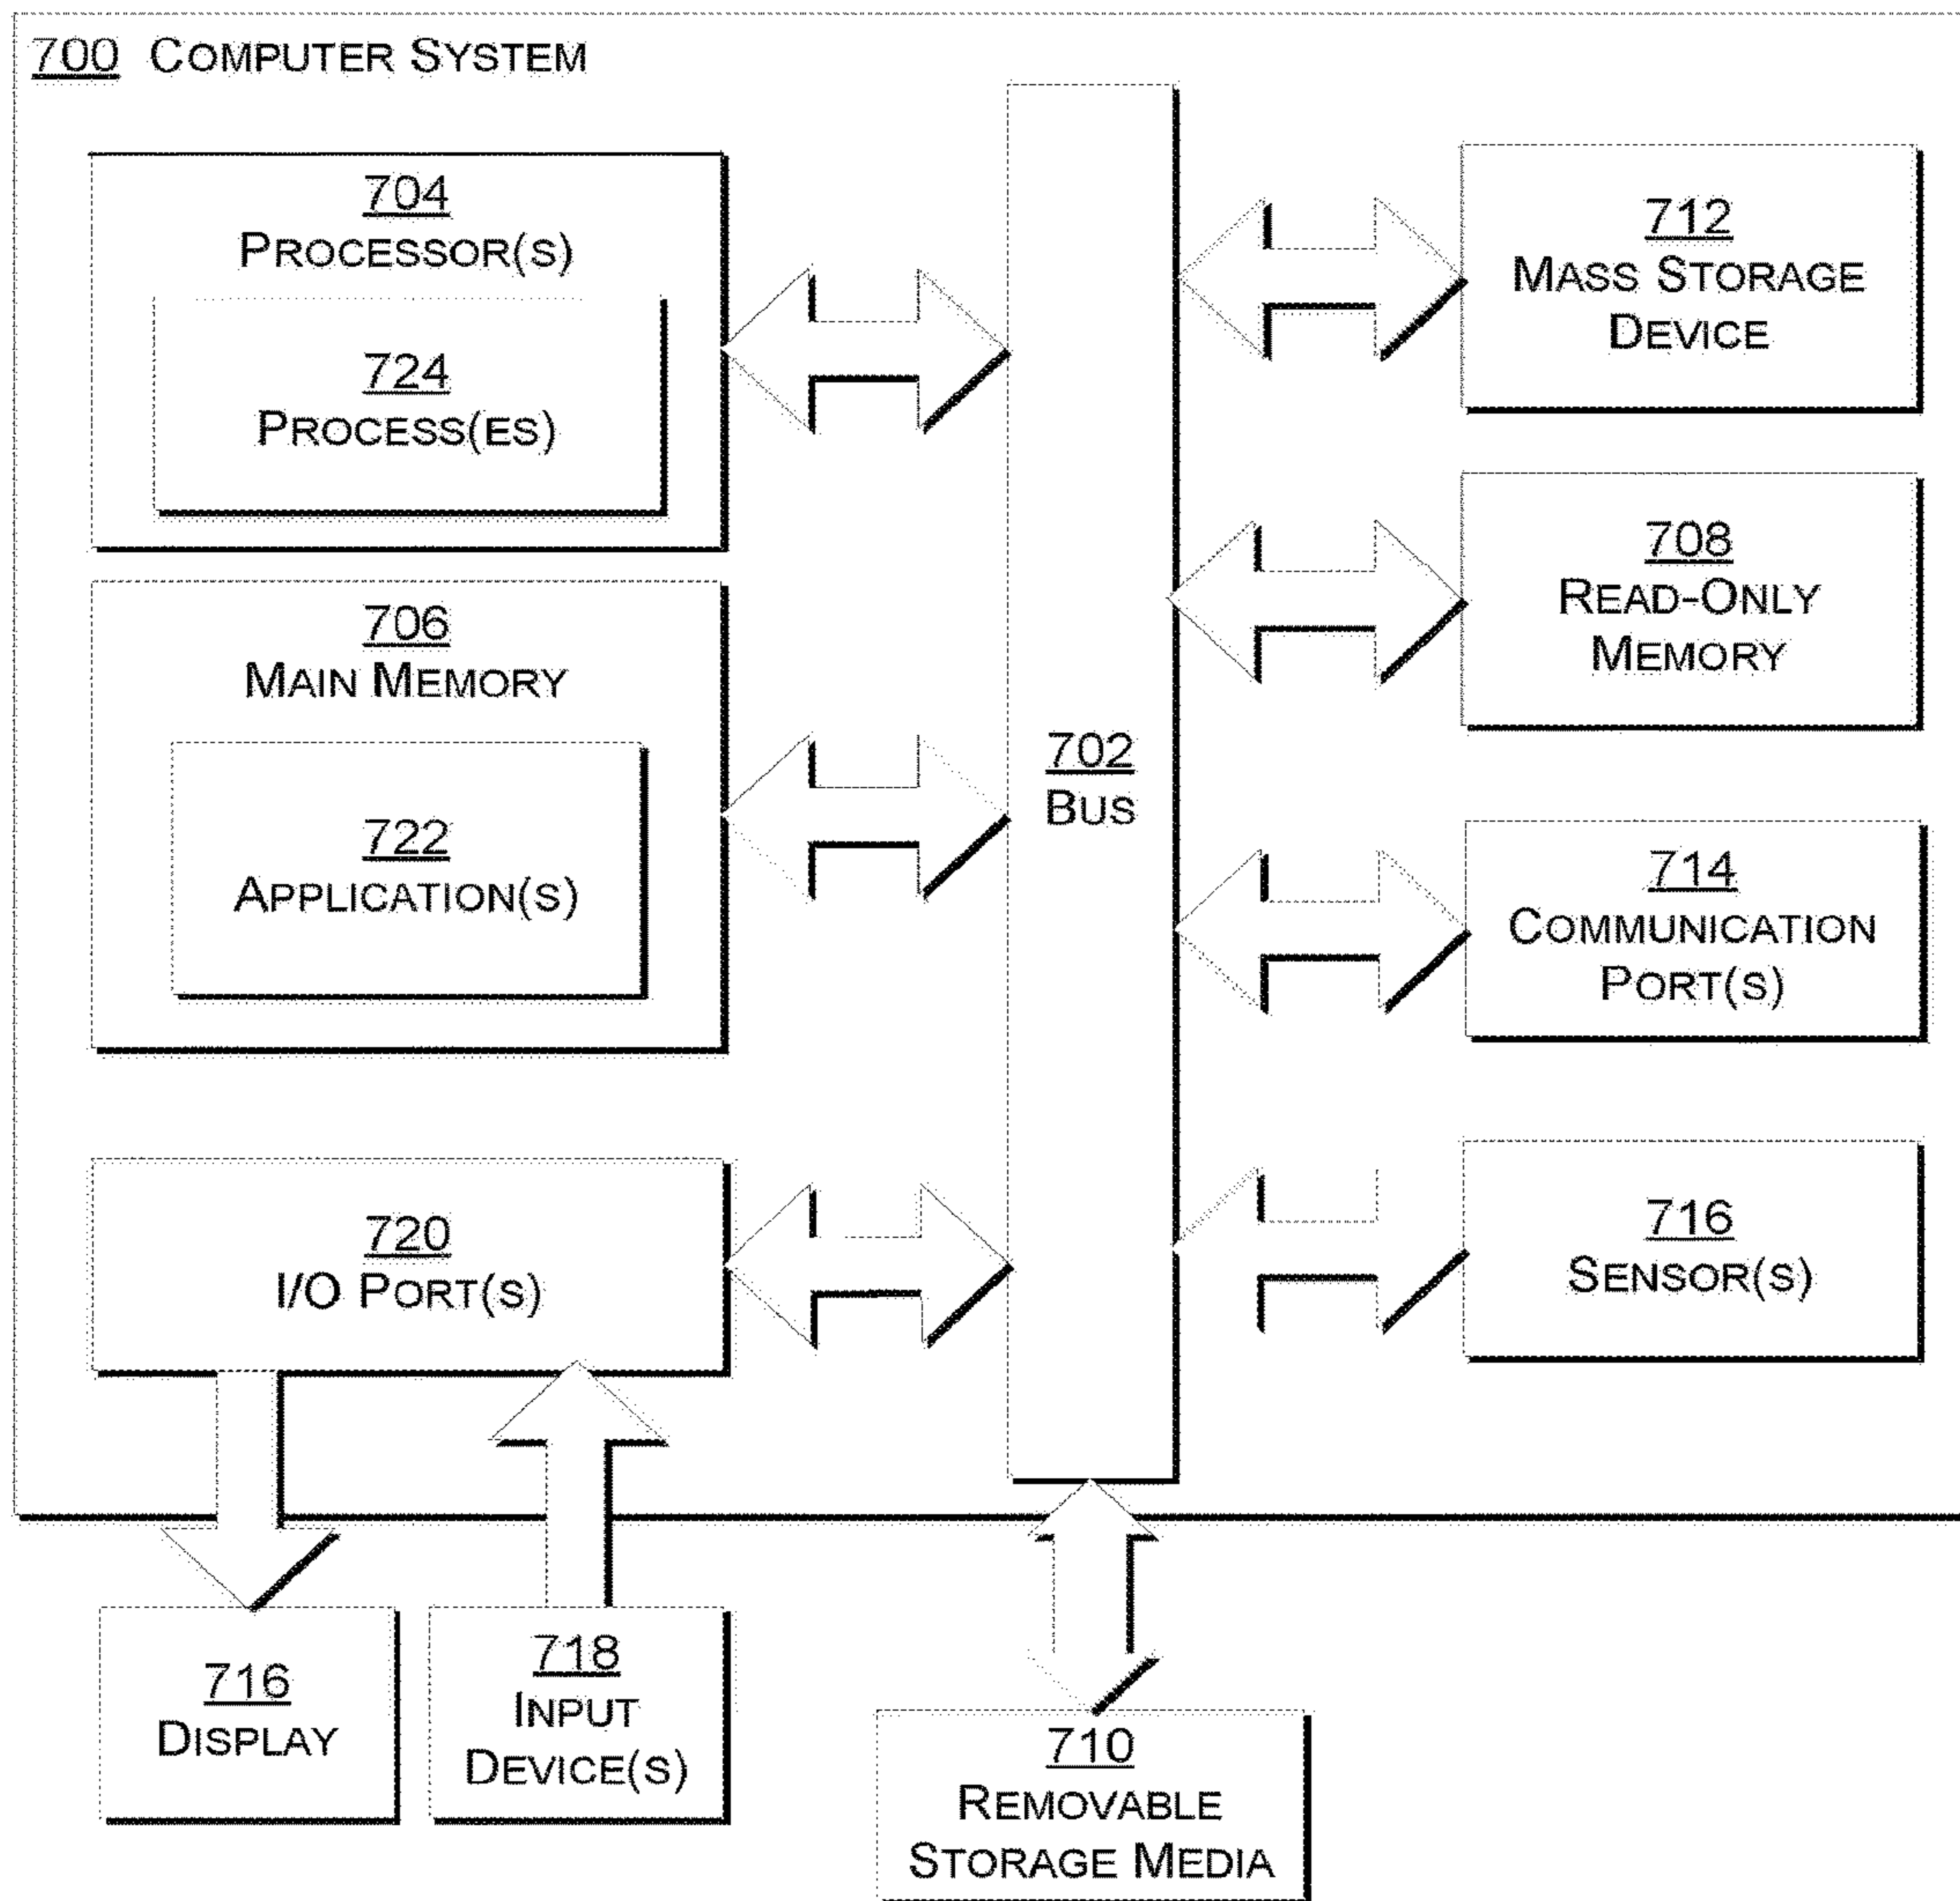 700 COMPUTER SYSTEM
704
PROCESSOR(S)
724
PROCESS(ES)
706
MAIN MEMORY
722
APPLICATION(S)
720
I/O PORT(S)
702
BUS
712
MASS STORAGE
DEVICE
708
READ-ONLY
MEMORY
714
COMMUNICATION
PORT(S)
716
SENSOR(S)
716
DISPLAY
718
INPUT
DEVICE(S)
710
REMOVABLE
STORAGE MEDIA